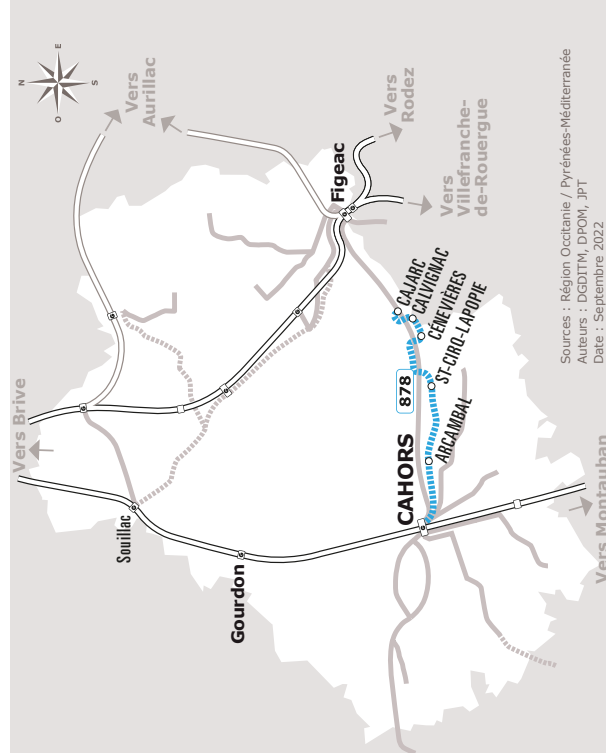 N
E
S
O
Vers
Aurillac
Vers Brive
Vers
Rodez
Figeac
Vers
Villefranche-
de-Rouergue
Souillac
Gourdon
CAJARC
CALVIGNAC
CÉNEVIÈRES
ST-CIRQ-LAPOPIE
878
ARCAMBAL
CAHORS
Vers Montauban
Sources : Région Occitanie / Pyrénées-Méditerranée
Auteurs : DGDITM, DPOM, JPT
Date : Septembre 2022